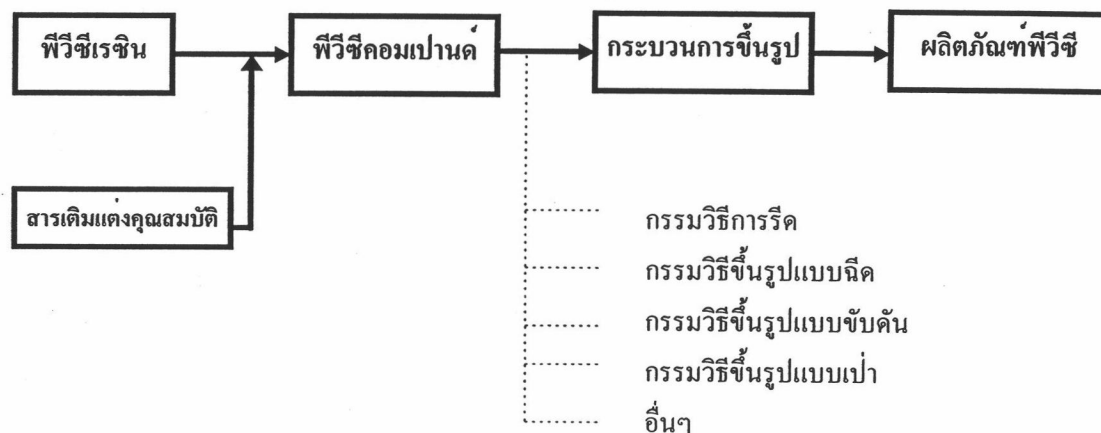 พีวีซีเรซิน
พีวีซีคอมเปานด์
กระบวนการขึ้นรูป
ผลิตภัณฑ์พีวีซี
สารเติมแต่งคุณสมบัติ
กรรมวิธีการรีด
กรรมวิธีขึ้นรูปแบบฉีด
กรรมวิธีขึ้นรูปแบบขับดัน
กรรมวิธีขึ้นรูปแบบเป่า
อื่นๆ